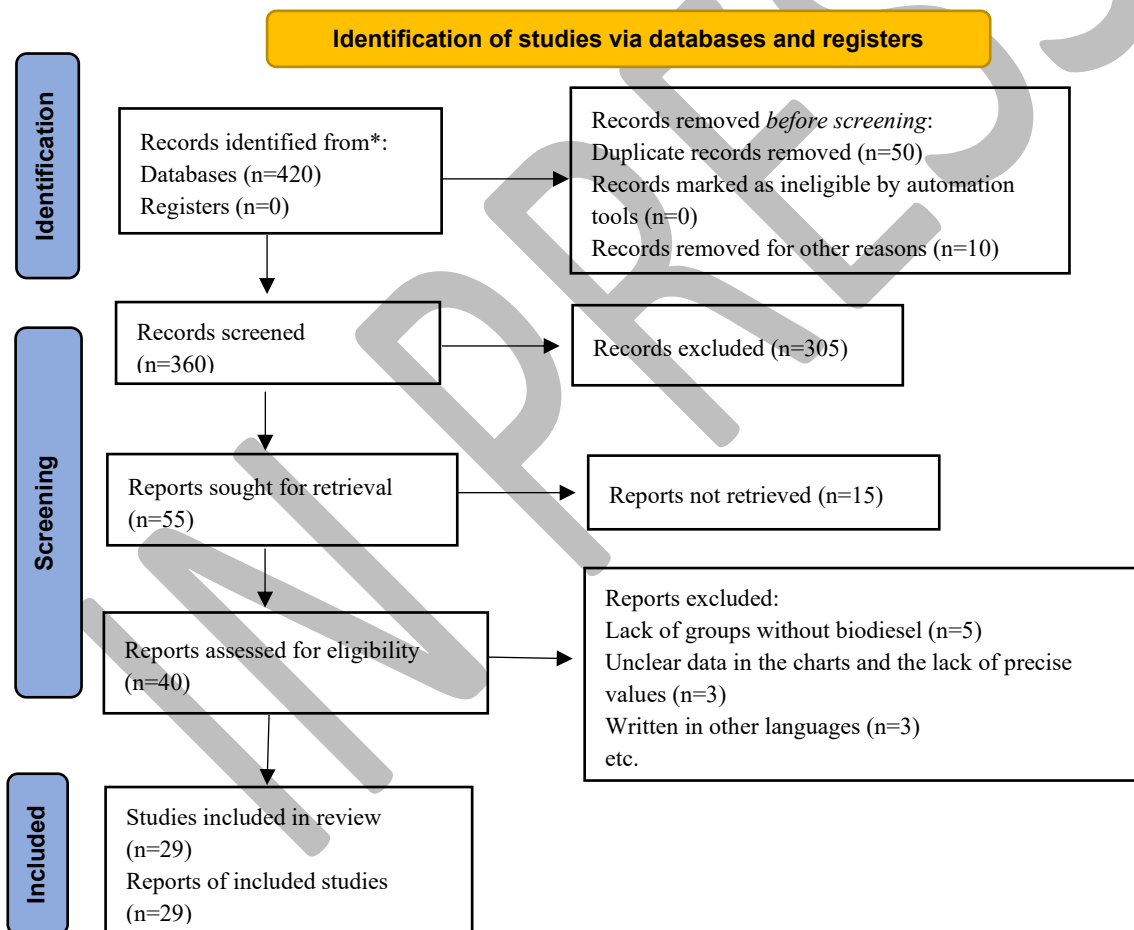 Identification of studies via databases and registers
Identification
Records identified from*:
Databases (n=420)
Registers (n=0)
Records removed before screening:
Duplicate records removed (n=50)
Records marked as ineligible by automation
tools (n=0)
Records removed for other reasons (n=10)
Screening
Records screened
(n=360)
Records excluded (n=305)
Reports sought for retrieval
(n=55)
Reports not retrieved (n=15)
Reports assessed for eligibility
(n=40)
Reports excluded:
Lack of groups without biodiesel (n=5)
Unclear data in the charts and the lack of precise
values (n=3)
Written in other languages (n=3)
etc.
Included
Studies included in review
(n=29)
Reports of included studies
(n=29)
IN PRESS